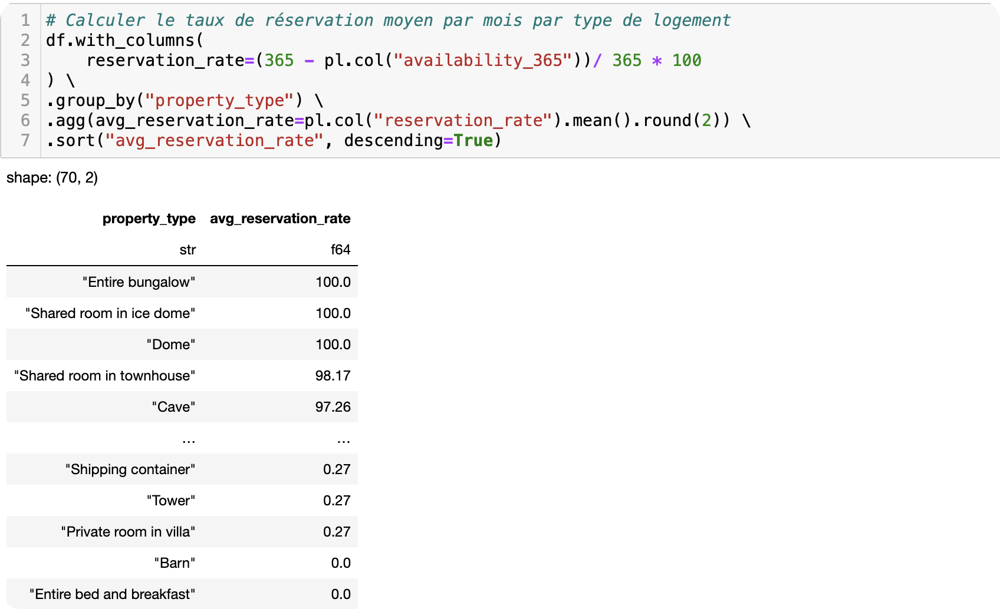 1 # Calculer le taux de réservation moyen par mois par type de logement
2 df.with_columns(
3     reservation_rate=(365 - pl.col("availability_365"))/ 365 * 100
4 ) \
5 .group_by("property_type") \
6 .agg(avg_reservation_rate=pl.col("reservation_rate").mean().round(2)) \
7 .sort("avg_reservation_rate", descending=True)
shape: (70, 2)
property_type avg_reservation_rate
str f64
"Entire bungalow" 100.0
"Shared room in ice dome" 100.0
"Dome" 100.0
"Shared room in townhouse" 98.17
"Cave" 97.26
… …
"Shipping container" 0.27
"Tower" 0.27
"Private room in villa" 0.27
"Barn" 0.0
"Entire bed and breakfast" 0.0